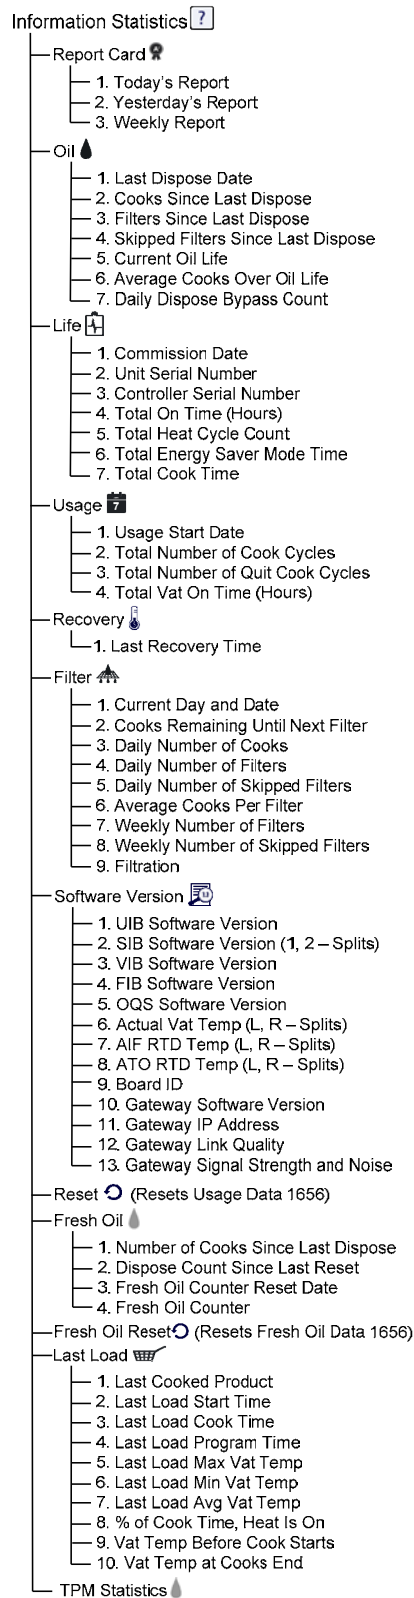 Information Statistics ?
Report Card
1. Today's Report
2. Yesterday's Report
3. Weekly Report
Oil
1. Last Dispose Date
2. Cooks Since Last Dispose
3. Filters Since Last Dispose
4. Skipped Filters Since Last Dispose
5. Current Oil Life
6. Average Cooks Over Oil Life
7. Daily Dispose Bypass Count
Life
1. Commission Date
2. Unit Serial Number
3. Controller Serial Number
4. Total On Time (Hours)
5. Total Heat Cycle Count
6. Total Energy Saver Mode Time
7. Total Cook Time
Usage 7
1. Usage Start Date
2. Total Number of Cook Cycles
3. Total Number of Quit Cook Cycles
4. Total Vat On Time (Hours)
Recovery
1. Last Recovery Time
Filter
1. Current Day and Date
2. Cooks Remaining Until Next Filter
3. Daily Number of Cooks
4. Daily Number of Filters
5. Daily Number of Skipped Filters
6. Average Cooks Per Filter
7. Weekly Number of Filters
8. Weekly Number of Skipped Filters
9. Filtration
Software Version
1. UIB Software Version
2. SIB Software Version (1, 2 – Splits)
3. VIB Software Version
4. FIB Software Version
5. OQS Software Version
6. Actual Vat Temp (L, R – Splits)
7. AIF RTD Temp (L, R – Splits)
8. ATO RTD Temp (L, R – Splits)
9. Board ID
10. Gateway Software Version
11. Gateway IP Address
12. Gateway Link Quality
13. Gateway Signal Strength and Noise
Reset (Resets Usage Data 1656)
Fresh Oil
1. Number of Cooks Since Last Dispose
2. Dispose Count Since Last Reset
3. Fresh Oil Counter Reset Date
4. Fresh Oil Counter
Fresh Oil Reset (Resets Fresh Oil Data 1656)
Last Load
1. Last Cooked Product
2. Last Load Start Time
3. Last Load Cook Time
4. Last Load Program Time
5. Last Load Max Vat Temp
6. Last Load Min Vat Temp
7. Last Load Avg Vat Temp
8. % of Cook Time, Heat Is On
9. Vat Temp Before Cook Starts
10. Vat Temp at Cooks End
TPM Statistics